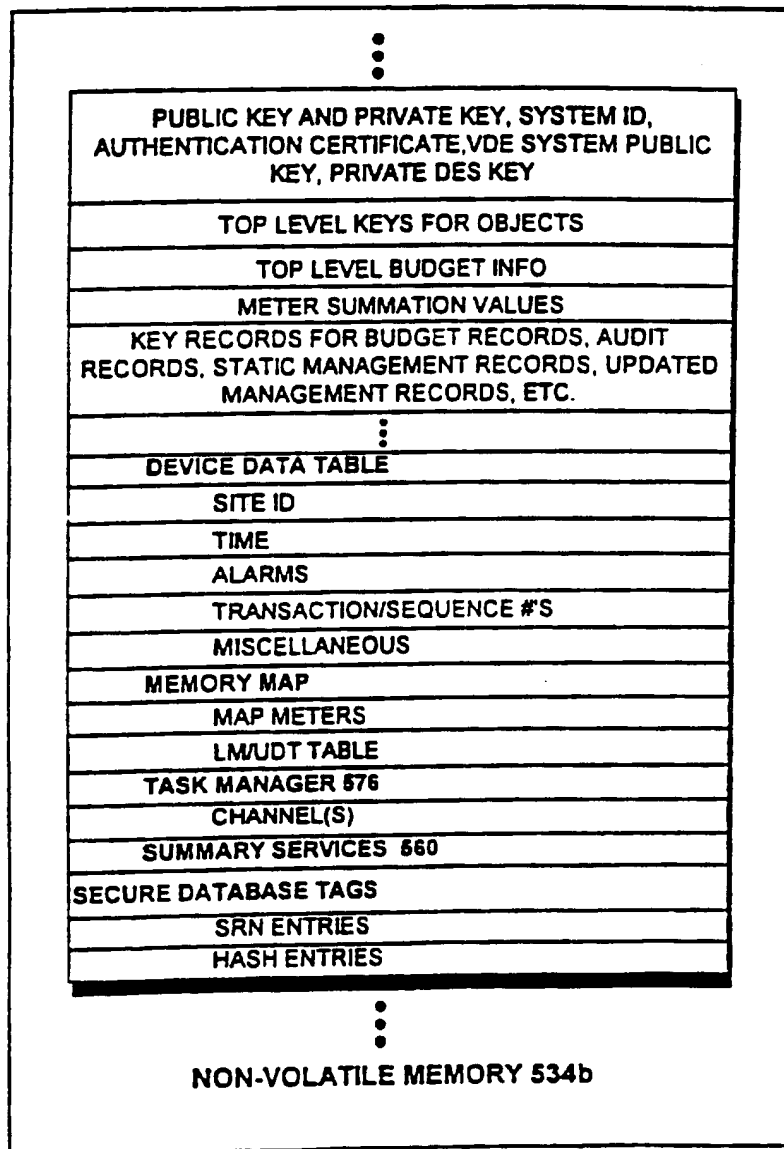 PUBLIC KEY AND PRIVATE KEY, SYSTEM ID,
AUTHENTICATION CERTIFICATE,VDE SYSTEM PUBLIC
KEY, PRIVATE DES KEY
TOP LEVEL KEYS FOR OBJECTS
TOP LEVEL BUDGET INFO
METER SUMMATION VALUES
KEY RECORDS FOR BUDGET RECORDS, AUDIT
RECORDS, STATIC MANAGEMENT RECORDS, UPDATED
MANAGEMENT RECORDS, ETC.
DEVICE DATA TABLE
SITE ID
TIME
ALARMS
TRANSACTION/SEQUENCE #'S
MISCELLANEOUS
MEMORY MAP
MAP METERS
LM/UDT TABLE
TASK MANAGER 576
CHANNEL(S)
SUMMARY SERVICES 560
SECURE DATABASE TAGS
SRN ENTRIES
HASH ENTRIES
NON-VOLATILE MEMORY 534b